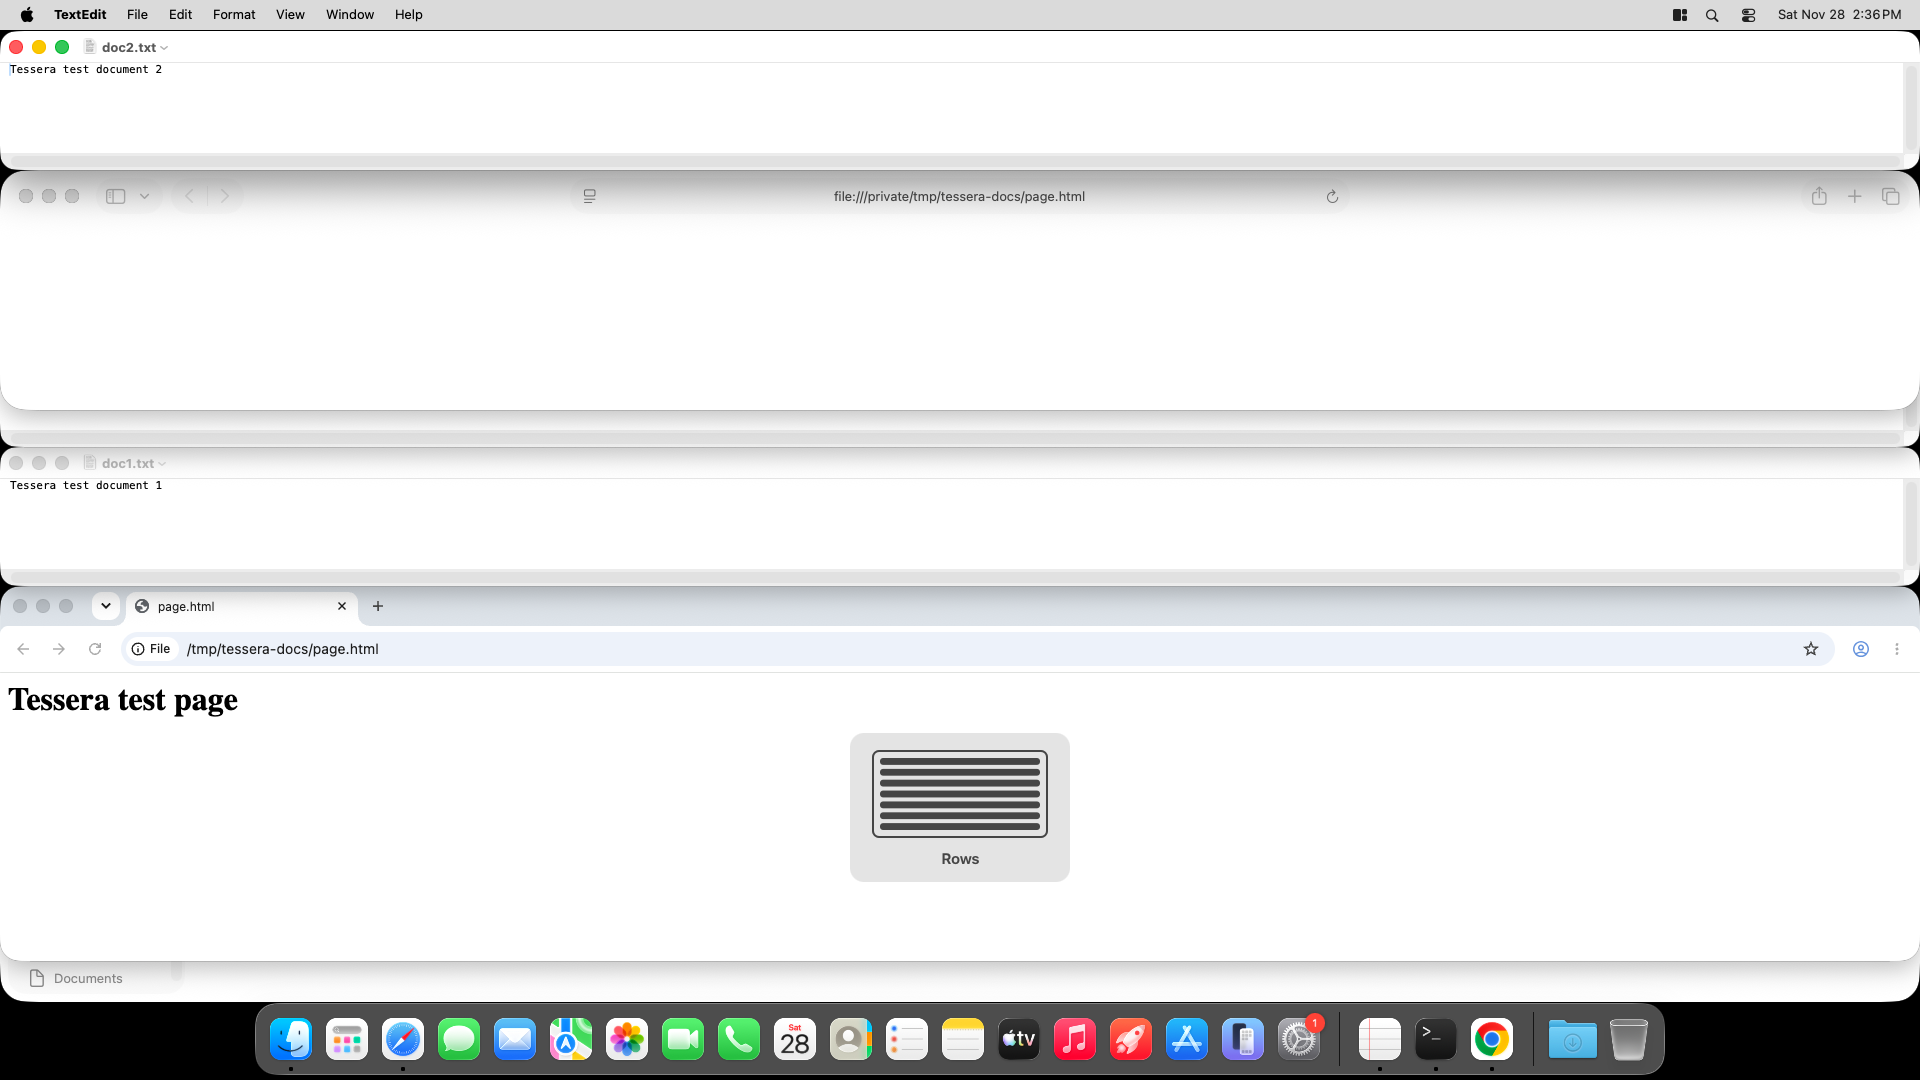 TextEdit File Edit Format View Window Help Sat Nov 28 2:36 PM
doc2.txt
Tessera test document 2
file:///private/tmp/tessera-docs/page.html
doc1.txt
Tessera test document 1
page.html
File /tmp/tessera-docs/page.html
Tessera test page
Rows
Documents
Sat
28
tv
1
>_